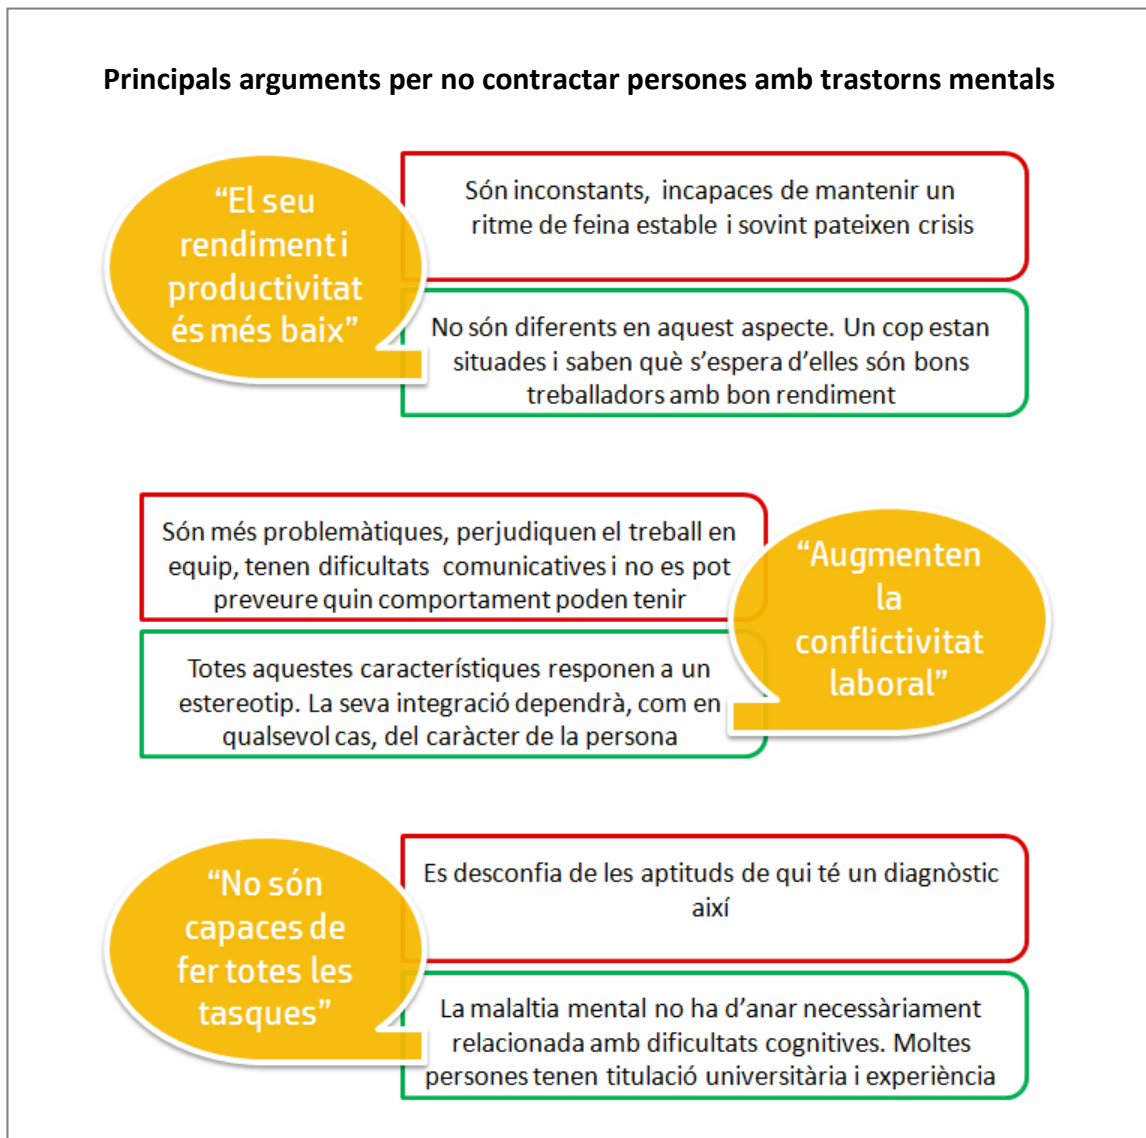 Principals arguments per no contractar persones amb trastorns mentals
“El seu
rendiment i
productivitat
és més baix”
Són inconstants, incapaces de mantenir un
ritme de feina estable i sovint pateixen crisis
No són diferents en aquest aspecte. Un cop estan
situades i saben què s’espera d’elles són bons
treballadors amb bon rendiment
Són més problemàtiques, perjudiquen el treball en
equip, tenen dificultats comunicatives i no es pot
preveure quin comportament poden tenir
Totes aquestes característiques responen a un
estereotip. La seva integració dependrà, com en
qualsevol cas, del caràcter de la persona
“Augmenten
la
conflictivitat
laboral”
“No són
capaces de
fer totes les
tasques”
Es desconfia de les aptituds de qui té un diagnòstic
així
La malaltia mental no ha d’anar necessàriament
relacionada amb dificultats cognitives. Moltes
persones tenen titulació universitària i experiència